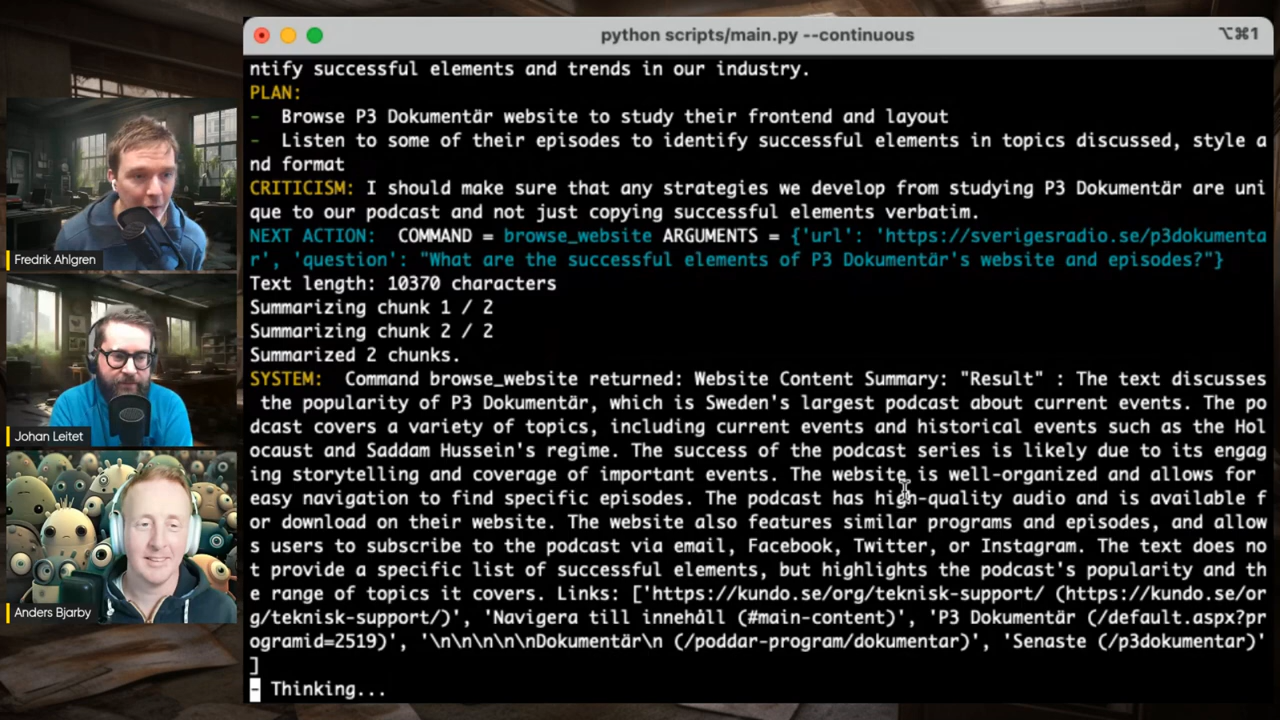 python scripts/main.py --continuous
⌥⌘1
ntify successful elements and trends in our industry.
PLAN:
-  Browse P3 Dokumentär website to study their frontend and layout
-  Listen to some of their episodes to identify successful elements in topics discussed, style a
nd format
CRITICISM: I should make sure that any strategies we develop from studying P3 Dokumentär are uni
que to our podcast and not just copying successful elements verbatim.
NEXT ACTION:  COMMAND = browse_website ARGUMENTS = {'url': 'https://sverigesradio.se/p3dokumenta
r', 'question': "What are the successful elements of P3 Dokumentär's website and episodes?"}
Text length: 10370 characters
Summarizing chunk 1 / 2
Summarizing chunk 2 / 2
Summarized 2 chunks.
SYSTEM:  Command browse_website returned: Website Content Summary: "Result" : The text discusses
 the popularity of P3 Dokumentär, which is Sweden's largest podcast about current events. The po
dcast covers a variety of topics, including current events and historical events such as the Hol
ocaust and Saddam Hussein's regime. The success of the podcast series is likely due to its engag
ing storytelling and coverage of important events. The website is well-organized and allows for
easy navigation to find specific episodes. The podcast has high-quality audio and is available f
or download on their website. The website also features similar programs and episodes, and allow
s users to subscribe to the podcast via email, Facebook, Twitter, or Instagram. The text does no
t provide a specific list of successful elements, but highlights the podcast's popularity and th
e range of topics it covers. Links: ['https://kundo.se/org/teknisk-support/ (https://kundo.se/or
g/teknisk-support/)', 'Navigera till innehåll (#main-content)', 'P3 Dokumentär (/default.aspx?pr
ogramid=2519)', '\n\n\n\n\nDokumentär\n (/poddar-program/dokumentar)', 'Senaste (/p3dokumentar)'
]
- Thinking...
Fredrik Ahlgren
Johan Leitet
Anders Bjarby